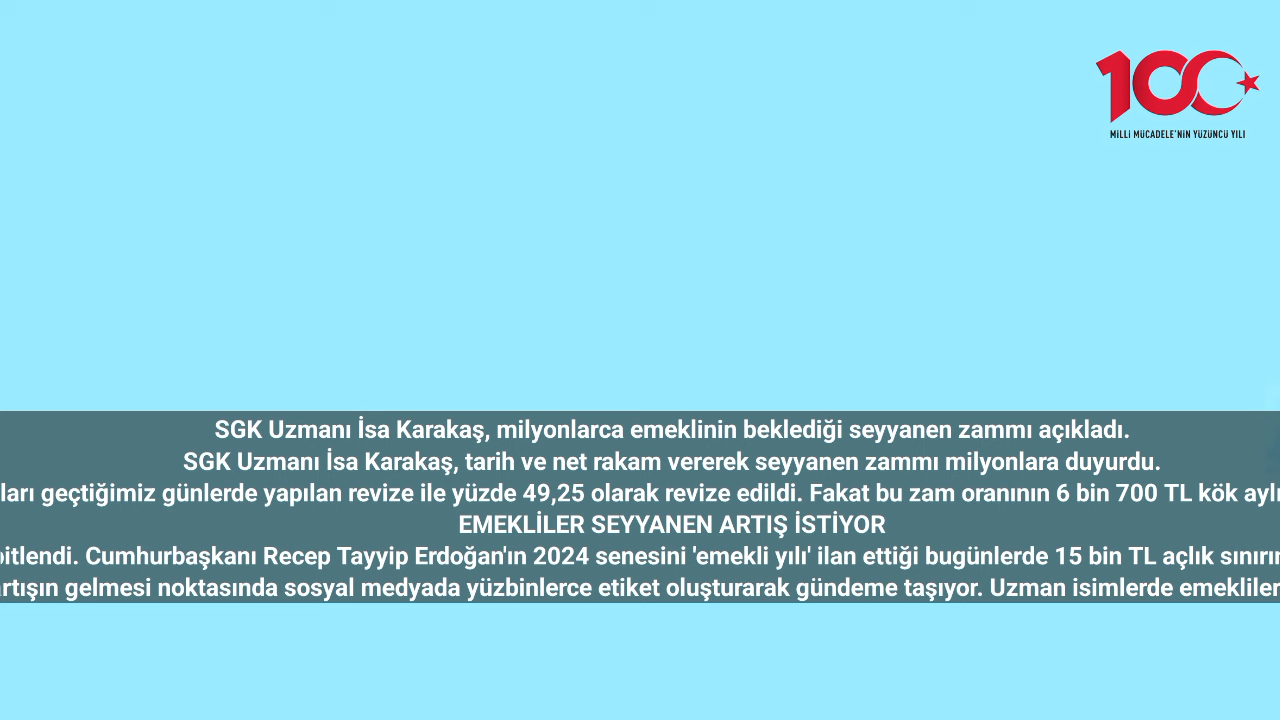 100
MİLLİ MÜCADELE'NİN YÜZÜNCÜ YILI
SGK Uzmanı İsa Karakaş, milyonlarca emeklinin beklediği seyyanen zammı açıkladı.
SGK Uzmanı İsa Karakaş, tarih ve net rakam vererek seyyanen zammı milyonlara duyurdu.
ları geçtiğimiz günlerde yapılan revize ile yüzde 49,25 olarak revize edildi. Fakat bu zam oranının 6 bin 700 TL kök aylı
EMEKLİLER SEYYANEN ARTIŞ İSTİYOR
bitlendi. Cumhurbaşkanı Recep Tayyip Erdoğan'ın 2024 senesini 'emekli yılı' ilan ettiği bugünlerde 15 bin TL açlık sınırın
artışın gelmesi noktasında sosyal medyada yüzbinlerce etiket oluşturarak gündeme taşıyor. Uzman isimlerde emekliler